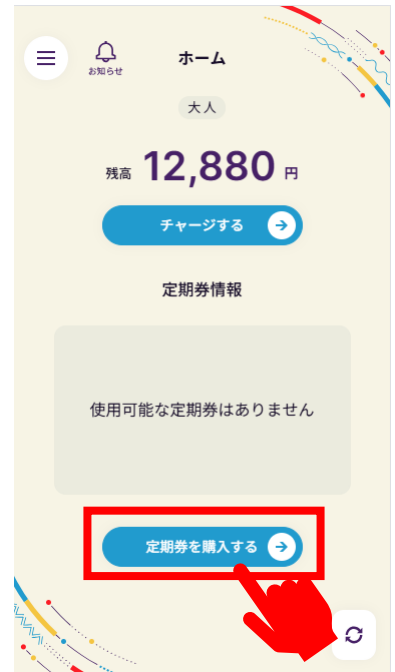 ホーム
お知らせ
大人
残高 12,880 円
チャージする
定期券情報
使用可能な定期券はありません
定期券を購入する